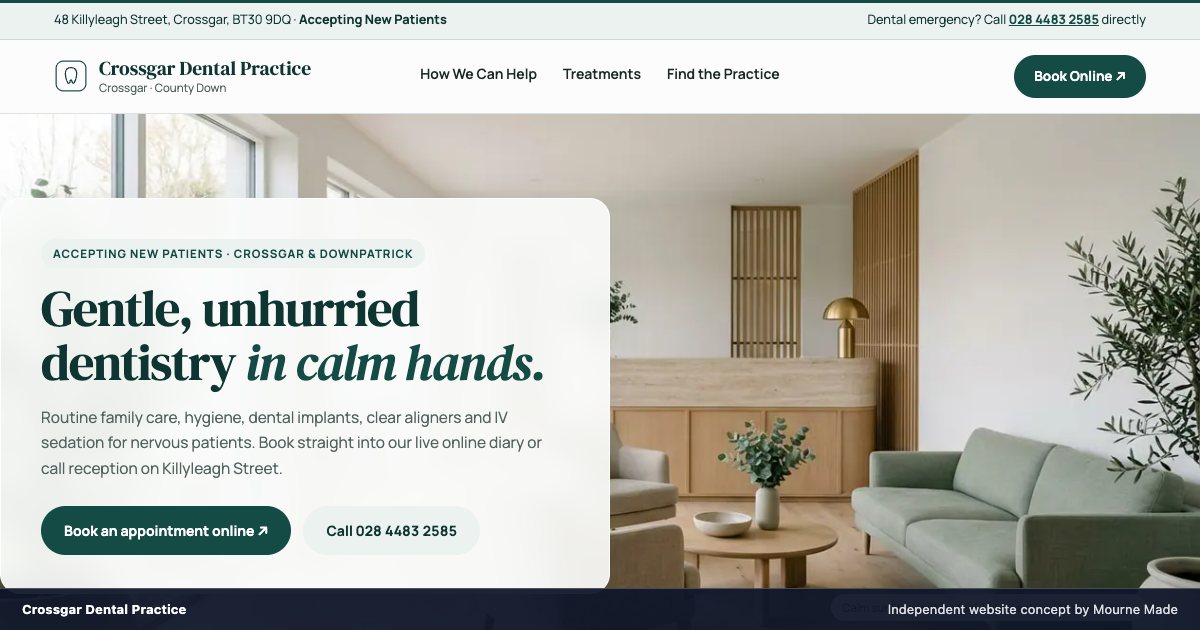 48 Killyleagh Street, Crossgar, BT30 9DQ · Accepting New Patients
Dental emergency? Call 028 4483 2585 directly
Crossgar Dental Practice
Crossgar · County Down
How We Can Help
Treatments
Find the Practice
Book Online ↗
ACCEPTING NEW PATIENTS · CROSSGAR & DOWNPATRICK
Gentle, unhurried
dentistry in calm hands.
Routine family care, hygiene, dental implants, clear aligners and IV
sedation for nervous patients. Book straight into our live online diary or
call reception on Killyleagh Street.
Book an appointment online ↗
Call 028 4483 2585
Crossgar Dental Practice
Independent website concept by Mourne Made